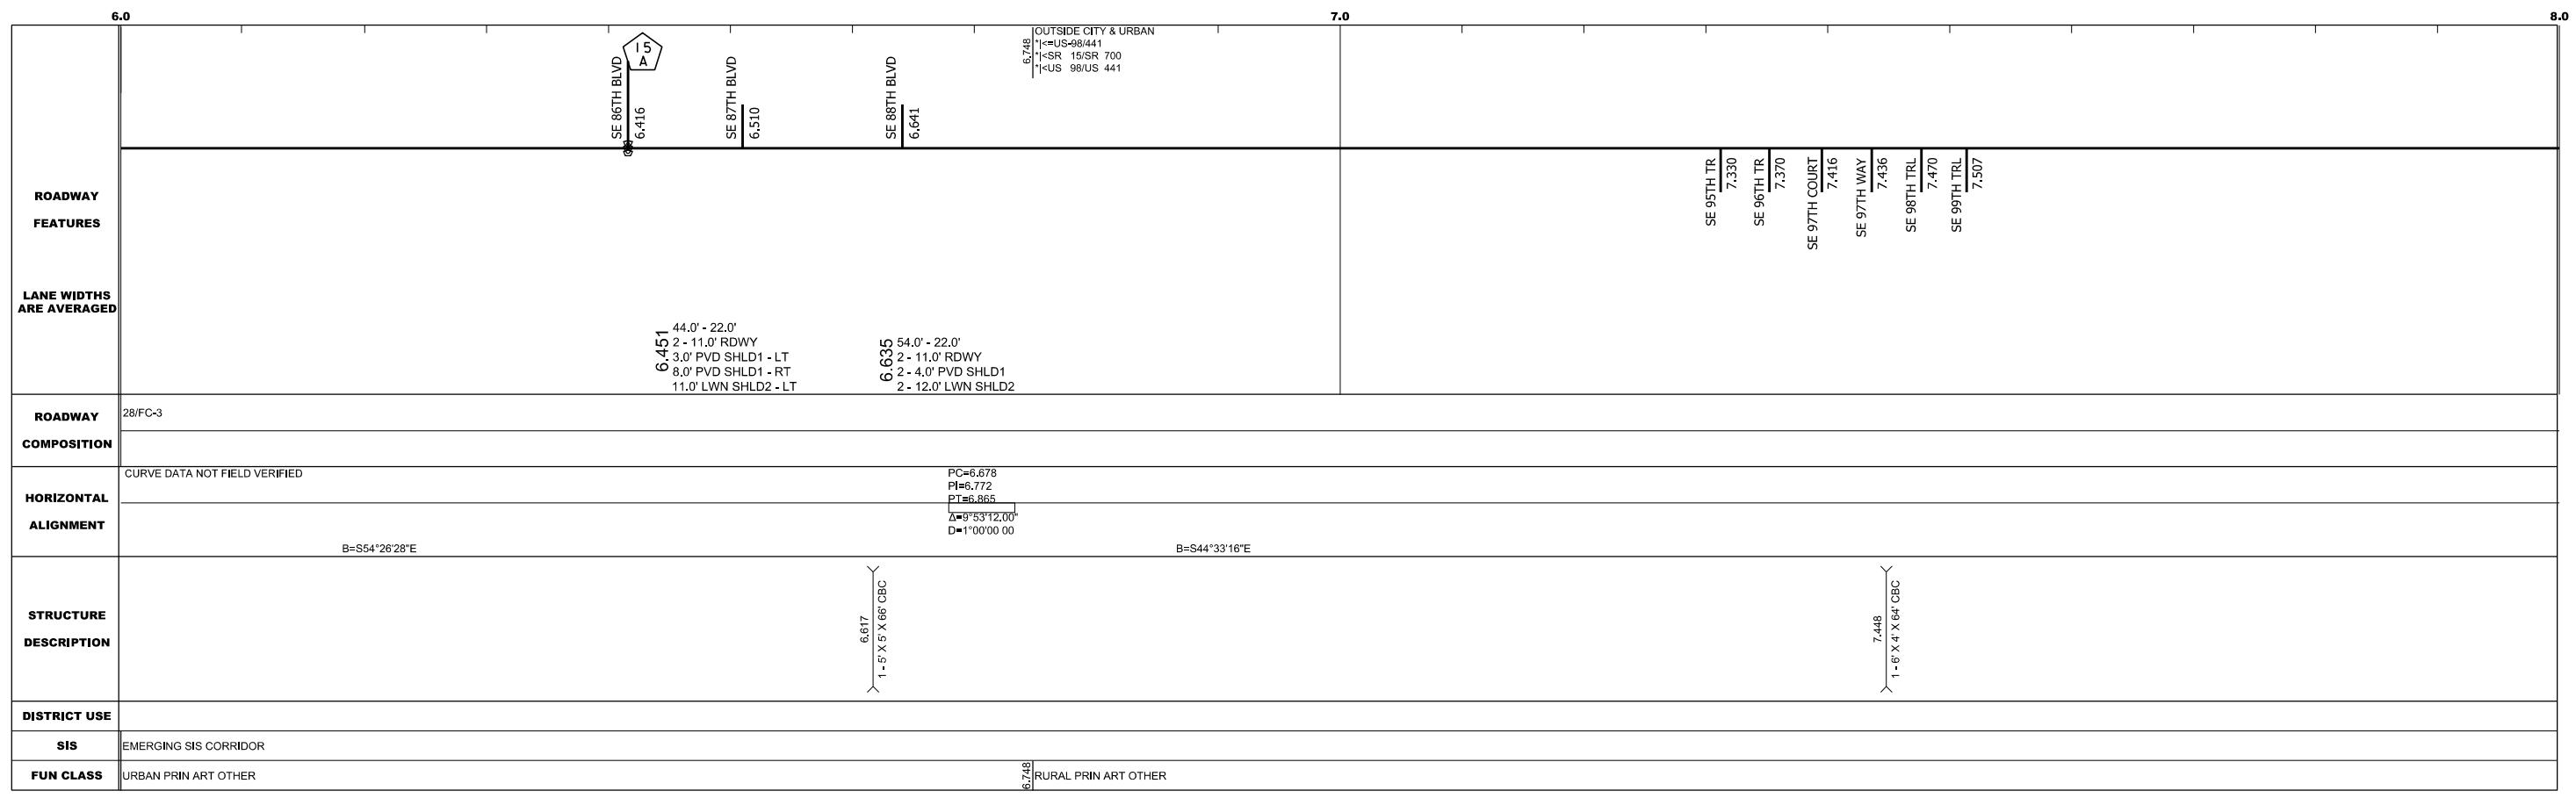 6.0
7.0
8.0
15
A
SE 86TH BLVD
6.416
SE 87TH BLVD
6.510
SE 88TH BLVD
6.641
6.748
OUTSIDE CITY & URBAN
*|<=US-98/441
*|<SR 15/SR 700
*|<US 98/US 441
SE 95TH TR
7.330
SE 96TH TR
7.370
SE 97TH COURT
7.416
SE 97TH WAY
7.436
SE 98TH TRL
7.470
SE 99TH TRL
7.507
ROADWAY
FEATURES
LANE WIDTHS
ARE AVERAGED
6.451
44.0' - 22.0'
2 - 11.0' RDWY
3.0' PVD SHLD1 - LT
8.0' PVD SHLD1 - RT
11.0' LWN SHLD2 - LT
6.635
54.0' - 22.0'
2 - 11.0' RDWY
2 - 4.0' PVD SHLD1
2 - 12.0' LWN SHLD2
ROADWAY
COMPOSITION
28/FC-3
HORIZONTAL
ALIGNMENT
CURVE DATA NOT FIELD VERIFIED
PC=6.678
PI=6.772
PT=6.865
Δ=9°53'12.00"
D=1°00'00 00
B=S54°26'28"E
B=S44°33'16"E
STRUCTURE
DESCRIPTION
6.617
1 - 5' X 5' X 66' CBC
7.448
1 - 6' X 4' X 64' CBC
DISTRICT USE
SIS
EMERGING SIS CORRIDOR
FUN CLASS
URBAN PRIN ART OTHER
6.748
RURAL PRIN ART OTHER